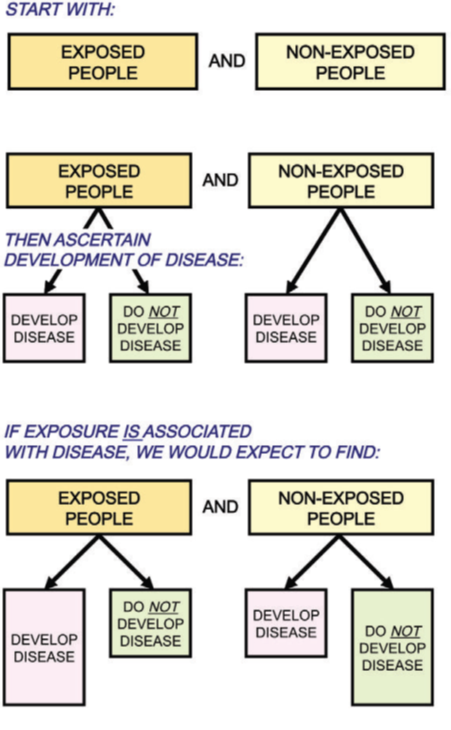 START WITH:
EXPOSED
PEOPLE
AND
NON-EXPOSED
PEOPLE
EXPOSED
PEOPLE
AND
NON-EXPOSED
PEOPLE
THEN ASCERTAIN
DEVELOPMENT OF DISEASE:
DEVELOP
DISEASE
DO NOT
DEVELOP
DISEASE
DEVELOP
DISEASE
DO NOT
DEVELOP
DISEASE
IF EXPOSURE IS ASSOCIATED
WITH DISEASE, WE WOULD EXPECT TO FIND:
EXPOSED
PEOPLE
AND
NON-EXPOSED
PEOPLE
DEVELOP
DISEASE
DO NOT
DEVELOP
DISEASE
DEVELOP
DISEASE
DO NOT
DEVELOP
DISEASE